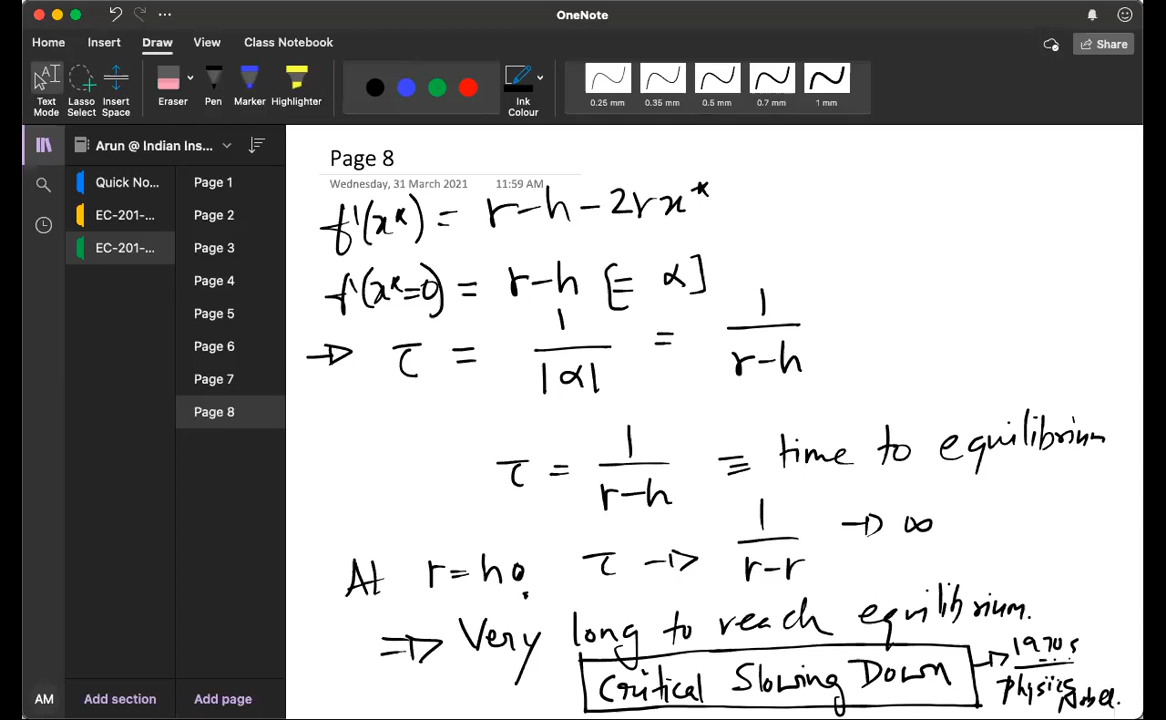 OneNote
Home Insert Draw View Class Notebook
Share
Text Mode
Lasso Select
Insert Space
Eraser
Pen
Marker
Highlighter
Ink Colour
0.25 mm
0.35 mm
0.5 mm
0.7 mm
1 mm
Arun @ Indian Ins...
Quick No...
EC-201-...
EC-201-...
Page 1
Page 2
Page 3
Page 4
Page 5
Page 6
Page 7
Page 8
AM
Add section
Add page
Page 8
Wednesday, 31 March 2021 11:59 AM
f'(x*) = r-h-2rx*
f'(x*=0) = r-h [≡ α]
→ τ = 1/|α| = 1/(r-h)
τ = 1/(r-h) ≡ time to equilibrium
At r=h: τ → 1/(r-r) → ∞
⇒ Very long to reach equilibrium.
Critical Slowing Down → 1970s
Physics Nobel.